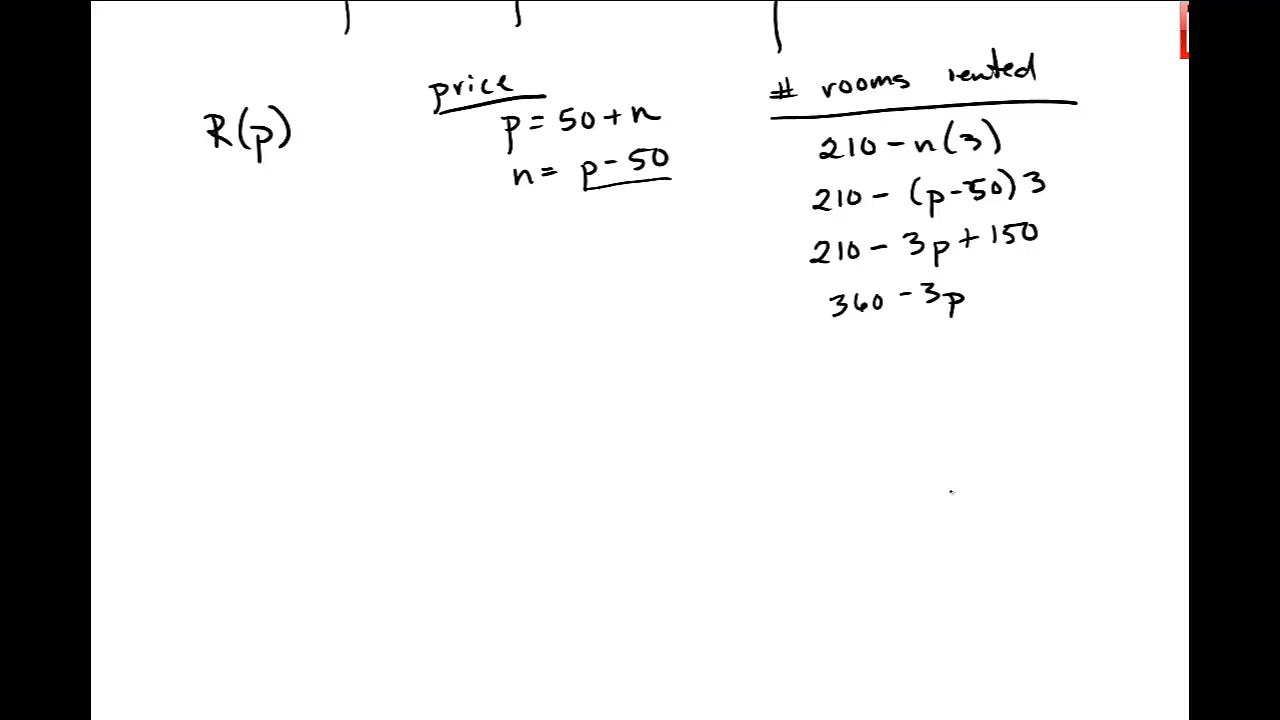 R(p)
price
p = 50 + n
n = p - 50
# rooms rented
210 - n(3)
210 - (p-50)3
210 - 3p + 150
360 - 3p